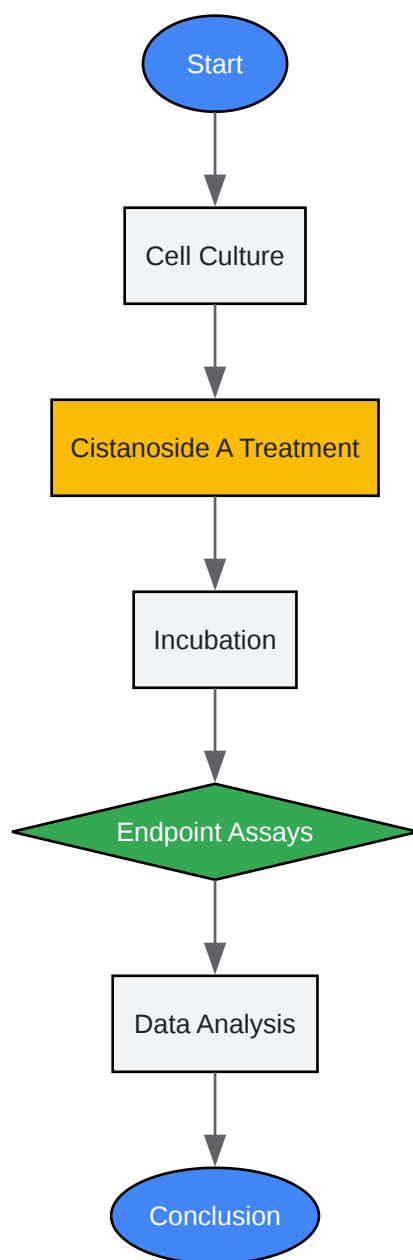 Start
Cell Culture
Cistanoside A Treatment
Incubation
Endpoint Assays
Data Analysis
Conclusion